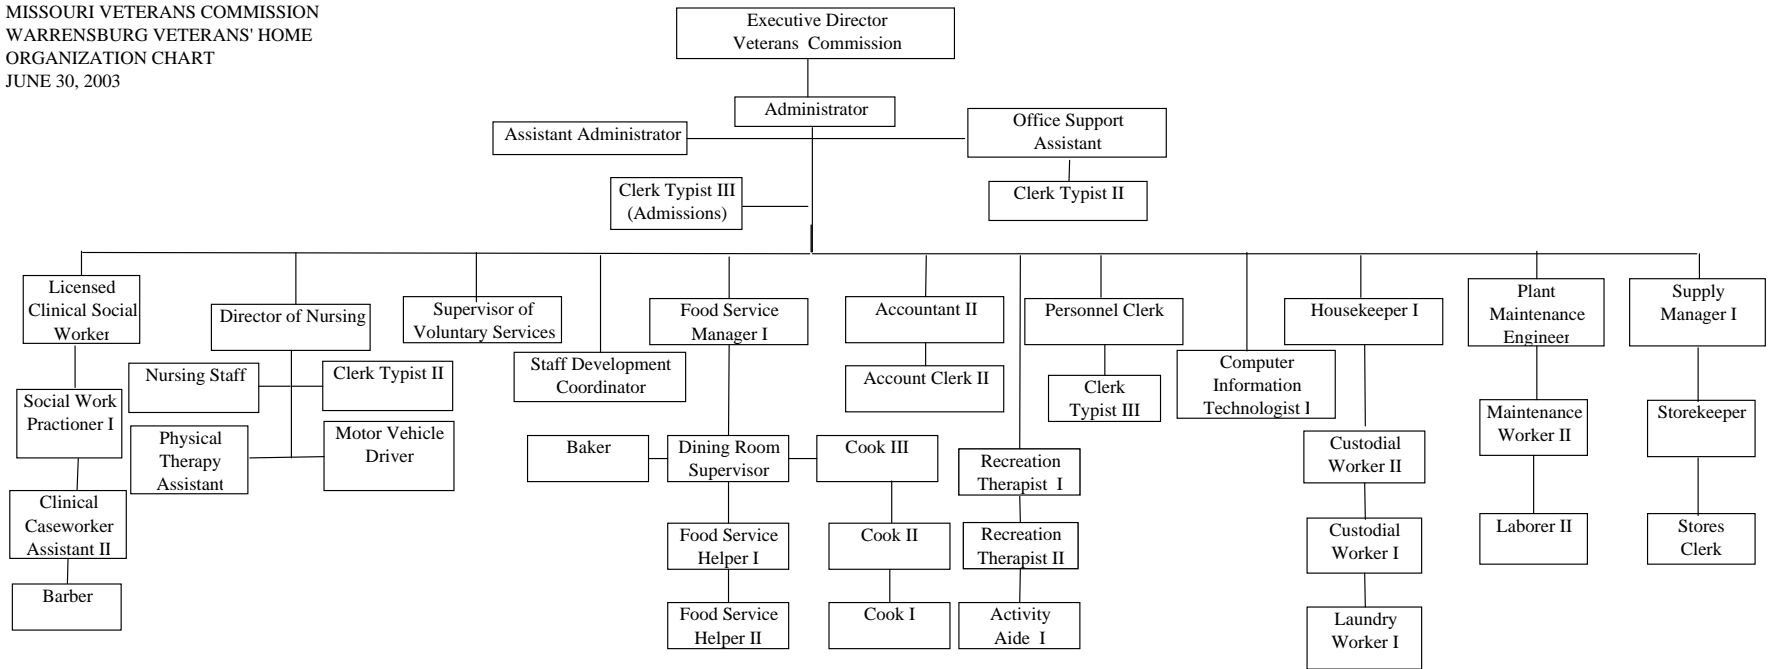 MISSOURI VETERANS COMMISSION
WARRENSBURG VETERANS' HOME
ORGANIZATION CHART
JUNE 30, 2003
Executive Director
Veterans Commission
Administrator
Assistant Administrator
Office Support
Assistant
Clerk Typist III
(Admissions)
Clerk Typist II
Licensed
Clinical Social
Worker
Social Work
Practioner I
Clinical
Caseworker
Assistant II
Barber
Director of Nursing
Nursing Staff
Clerk Typist II
Physical
Therapy
Assistant
Motor Vehicle
Driver
Supervisor of
Voluntary Services
Staff Development
Coordinator
Food Service
Manager I
Baker
Dining Room
Supervisor
Cook III
Food Service
Helper I
Cook II
Food Service
Helper II
Cook I
Accountant II
Account Clerk II
Recreation
Therapist I
Recreation
Therapist II
Activity
Aide I
Personnel Clerk
Clerk
Typist III
Computer
Information
Technologist I
Housekeeper I
Custodial
Worker II
Custodial
Worker I
Laundry
Worker I
Plant
Maintenance
Engineer
Maintenance
Worker II
Laborer II
Supply
Manager I
Storekeeper
Stores
Clerk